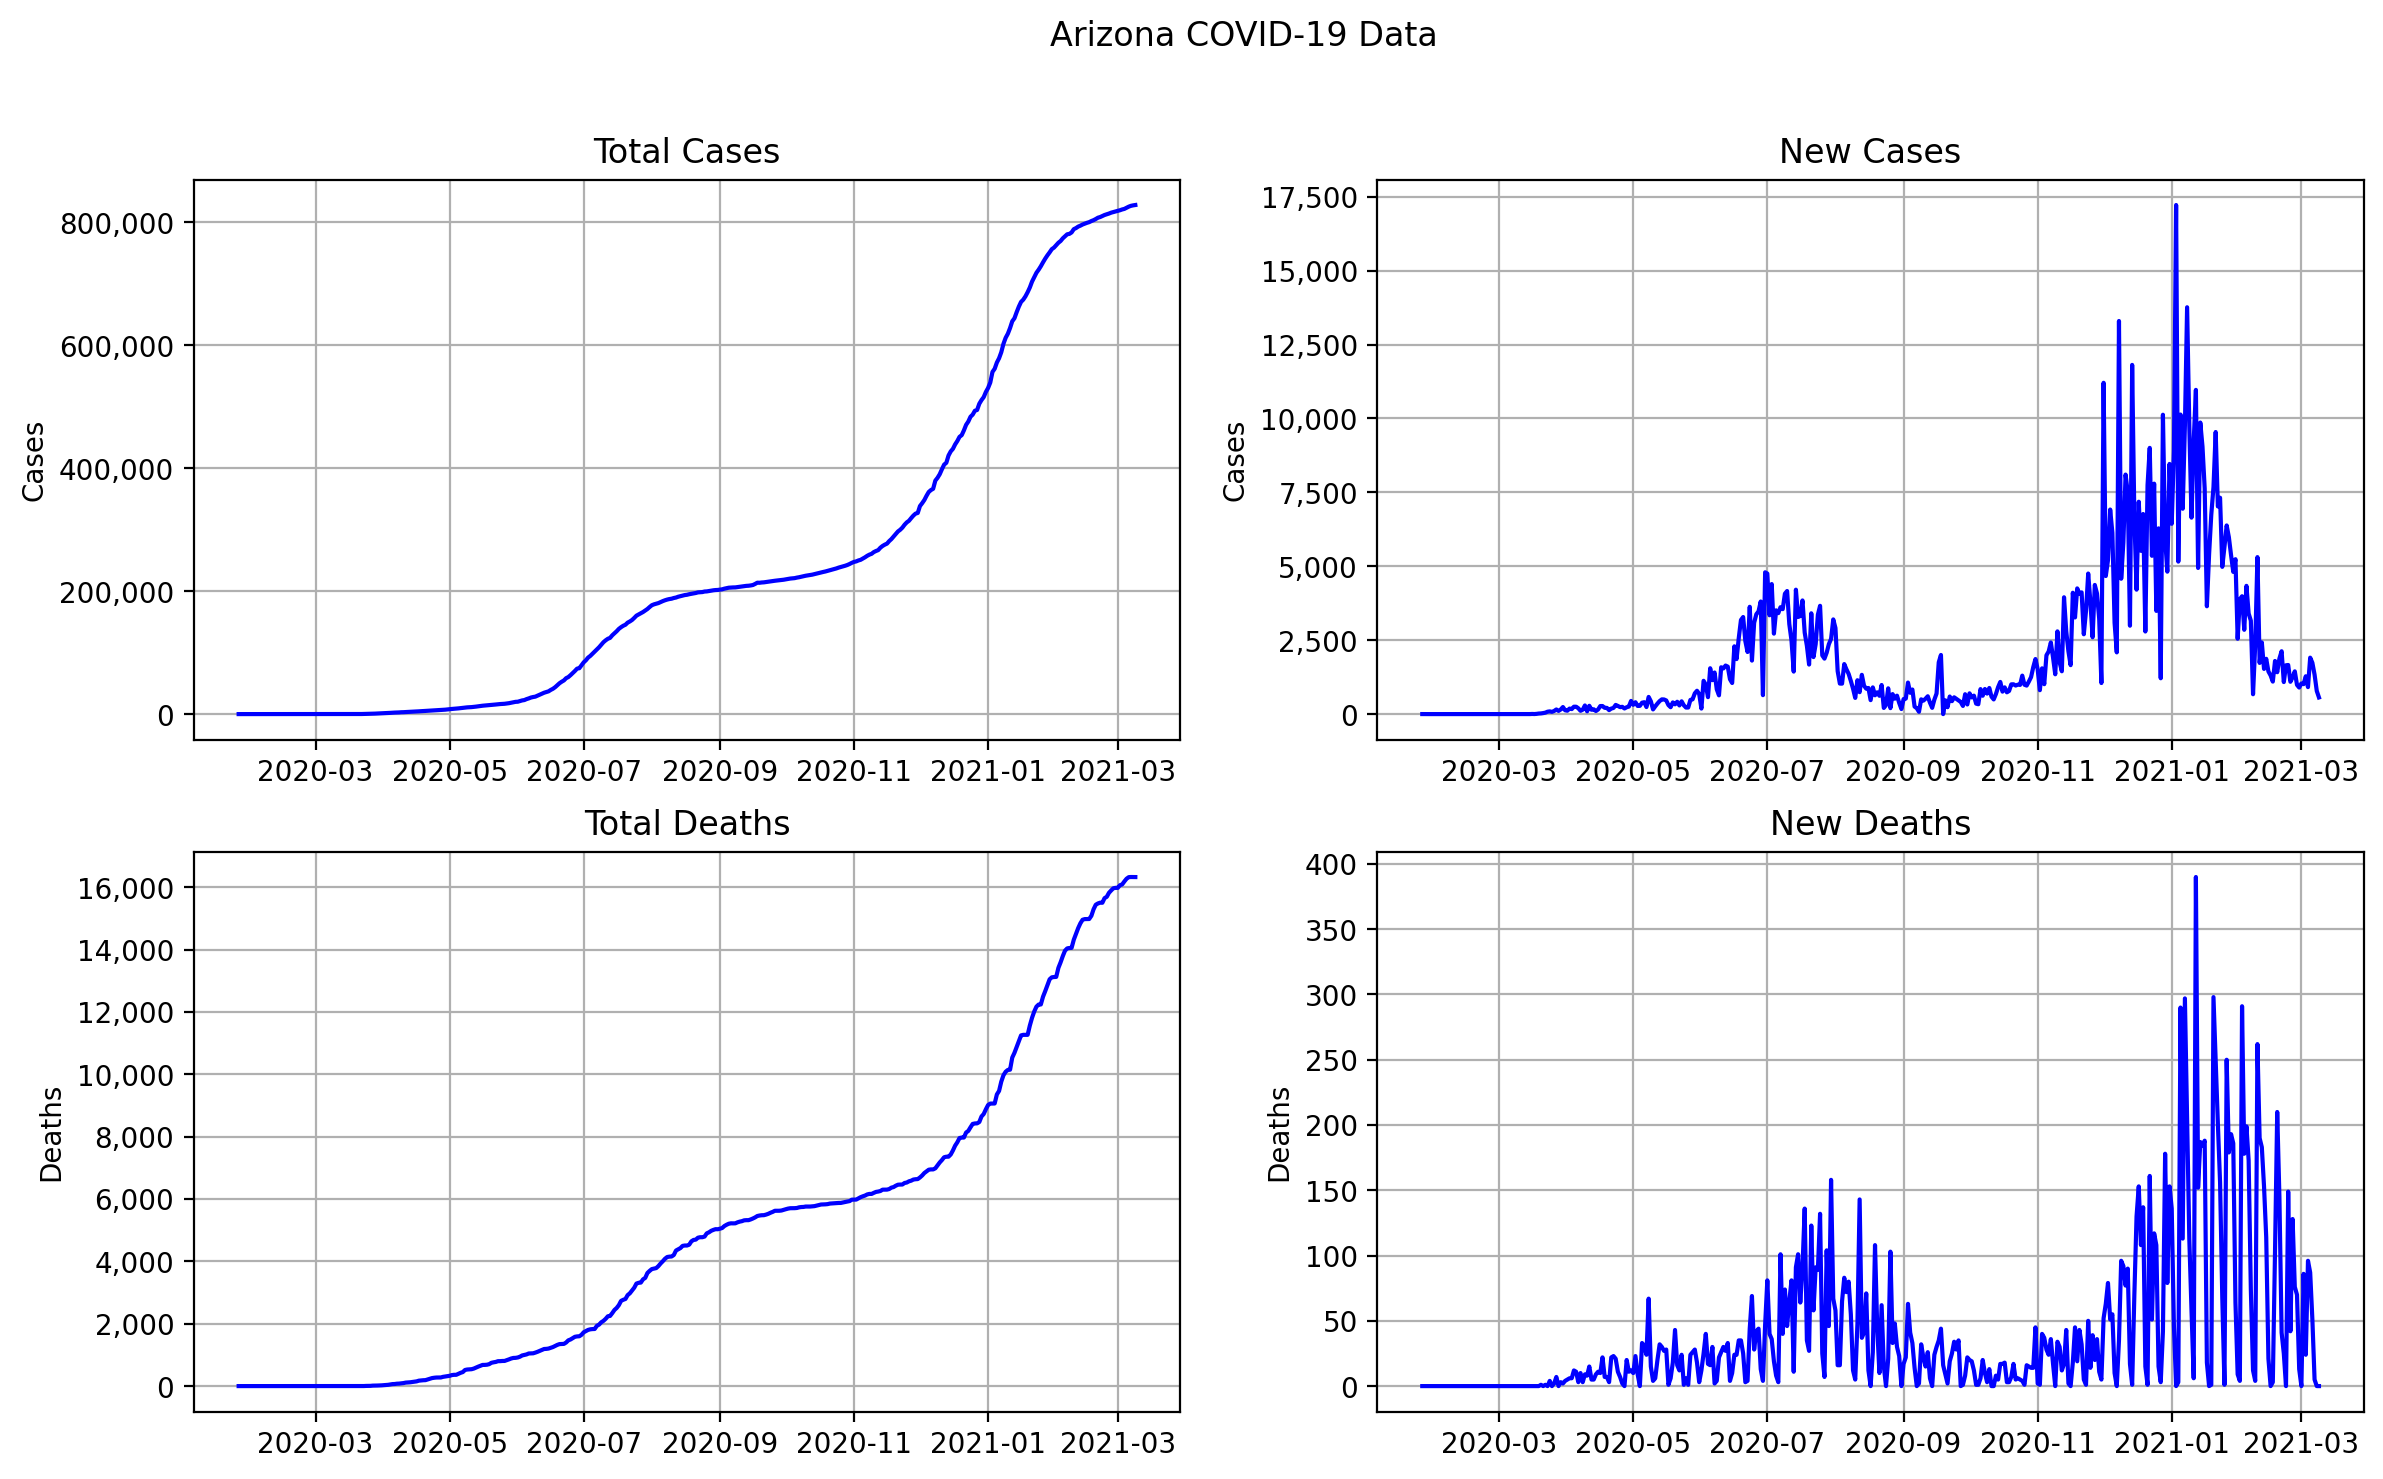 Arizona COVID-19 Data
Total Cases
Cases
800,000
600,000
400,000
200,000
0
2020-03 2020-05 2020-07 2020-09 2020-11 2021-01 2021-03
New Cases
Cases
17,500
15,000
12,500
10,000
7,500
5,000
2,500
0
2020-03 2020-05 2020-07 2020-09 2020-11 2021-01 2021-03
Total Deaths
Deaths
16,000
14,000
12,000
10,000
8,000
6,000
4,000
2,000
0
2020-03 2020-05 2020-07 2020-09 2020-11 2021-01 2021-03
New Deaths
Deaths
400
350
300
250
200
150
100
50
0
2020-03 2020-05 2020-07 2020-09 2020-11 2021-01 2021-03